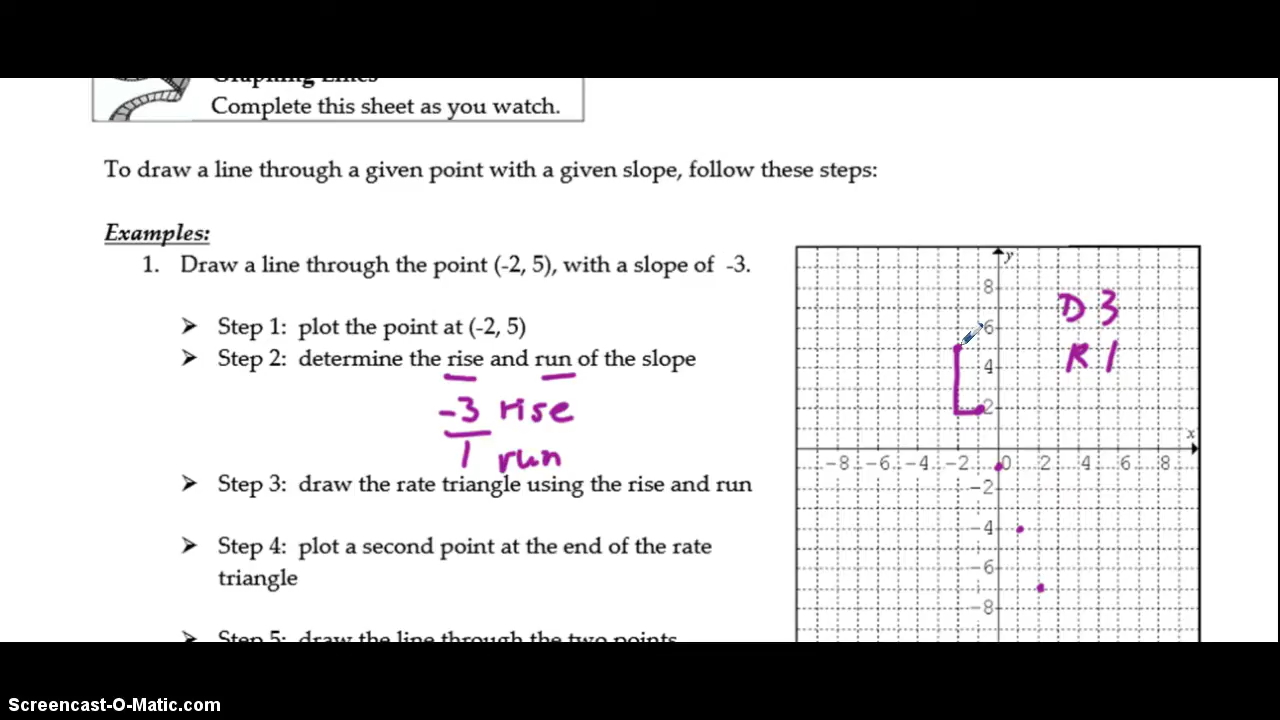 Graphing Lines
Complete this sheet as you watch.
To draw a line through a given point with a given slope, follow these steps:
Examples:
1. Draw a line through the point (-2, 5), with a slope of -3.
➤ Step 1: plot the point at (-2, 5)
➤ Step 2: determine the rise and run of the slope
-3 rise
1 run
➤ Step 3: draw the rate triangle using the rise and run
➤ Step 4: plot a second point at the end of the rate
triangle
➤ Step 5: draw the line through the two points
y
8
D 3
6
R 1
4
2
x
-8 -6 -4 -2 0 2 4 6 8
-2
-4
-6
-8
Screencast-O-Matic.com